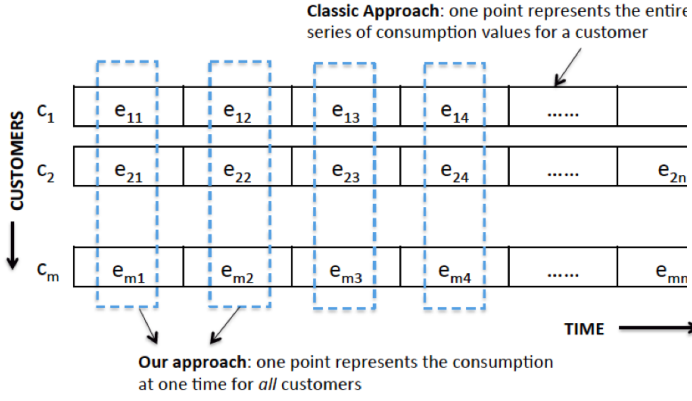 Classic Approach: one point represents the entire
series of consumption values for a customer
CUSTOMERS
c1 e11 e12 e13 e14 ......
c2 e21 e22 e23 e24 ...... e2n
cm em1 em2 em3 em4 ...... emn
TIME
Our approach: one point represents the consumption
at one time for all customers